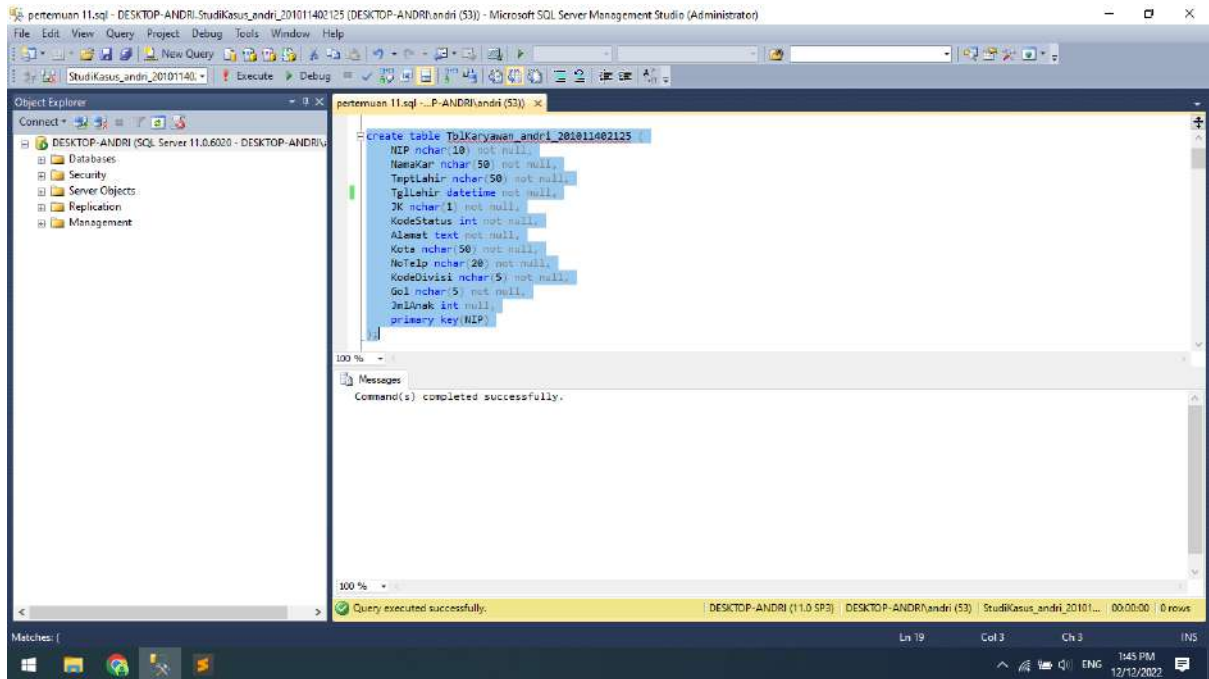 pertemuan 11.sql - DESKTOP-ANDRI.StudiKasus_andri_201011402125 (DESKTOP-ANDRI\andri (53)) - Microsoft SQL Server Management Studio (Administrator)
File Edit View Query Project Debug Tools Window Help
New Query
StudiKasus_andri_20101140. Execute Debug
Object Explorer
pertemuan 11.sql -...P-ANDRI\andri (53))
Connect
DESKTOP-ANDRI (SQL Server 11.0.6020 - DESKTOP-ANDRI\
Databases
Security
Server Objects
Replication
Management
create table TblKaryawan_andri_201011402125 (
NIP nchar(10) not null,
NamaKar nchar(50) not null,
TmptLahir nchar(50) not null,
TglLahir datetime not null,
JK nchar(1) not null,
KodeStatus int not null,
Alamat text not null,
Kota nchar(50) not null,
NoTelp nchar(20) not null,
KodeDivisi nchar(5) not null,
Gol nchar(5) not null,
JmlAnak int null,
primary key(NIP)
);
100 %
Messages
Command(s) completed successfully.
100 %
Query executed successfully. DESKTOP-ANDRI (11.0 SP3) DESKTOP-ANDRI\andri (53) StudiKasus_andri_20101... 00:00:00 0 rows
Matches: ( Ln 19 Col 3 Ch 3 INS
ENG 1:45 PM
12/12/2022